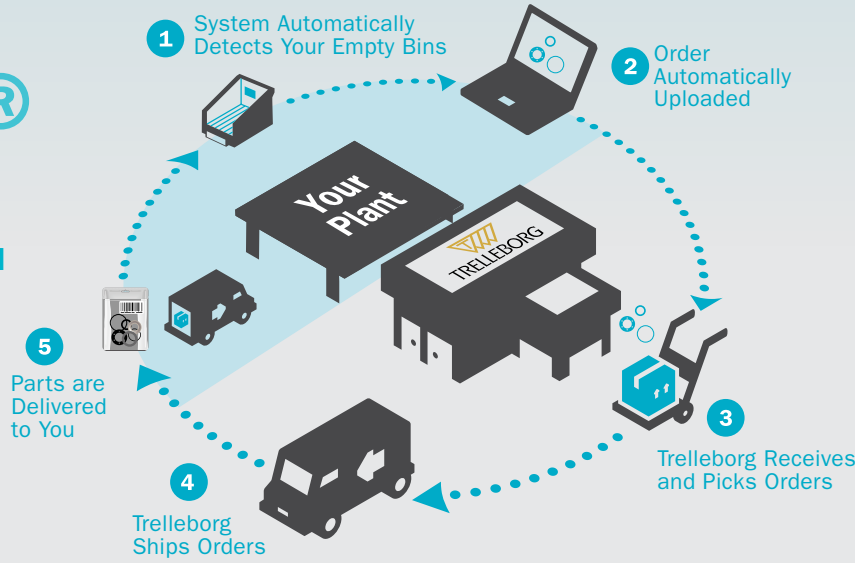 1
System Automatically
Detects Your Empty Bins
2
Order
Automatically
Uploaded
®
Your
Plant
TRELLEBORG
5
Parts are
Delivered
to You
3
Trelleborg Receives
and Picks Orders
4
Trelleborg
Ships Orders